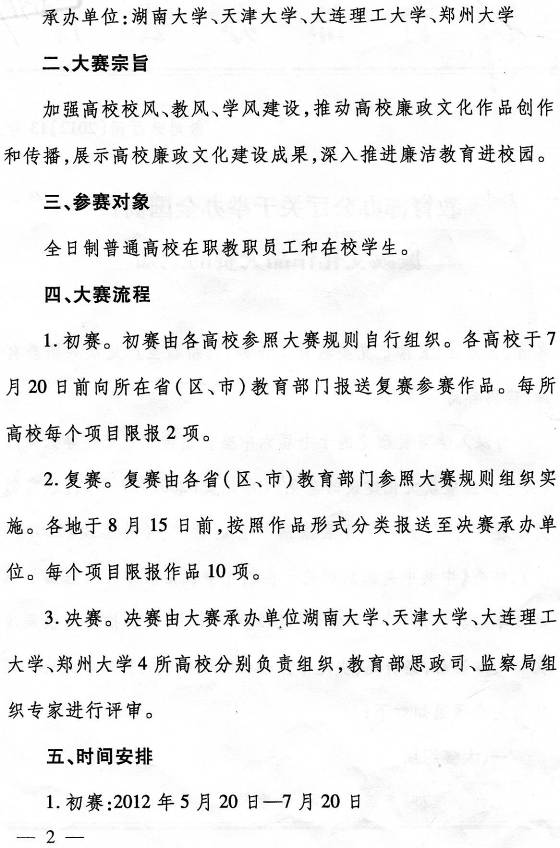 承办单位:湖南大学、天津大学、大连理工大学、郑州大学
二、大赛宗旨
加强高校校风、教风、学风建设,推动高校廉政文化作品创作
和传播,展示高校廉政文化建设成果,深入推进廉洁教育进校园。
三、参赛对象
全日制普通高校在职教职员工和在校学生。
四、大赛流程
1.初赛。初赛由各高校参照大赛规则自行组织。各高校于7
月20日前向所在省(区、市)教育部门报送复赛参赛作品。每所
高校每个项目限报2项。
2.复赛。复赛由各省(区、市)教育部门参照大赛规则组织实
施。各地于8月15日前,按照作品形式分类报送至决赛承办单
位。每个项目限报作品10项。
3.决赛。决赛由大赛承办单位湖南大学、天津大学、大连理工
大学、郑州大学4所高校分别负责组织,教育部思政司、监察局组
织专家进行评审。
五、时间安排
1.初赛:2012年5月20日—7月20日
— 2 —